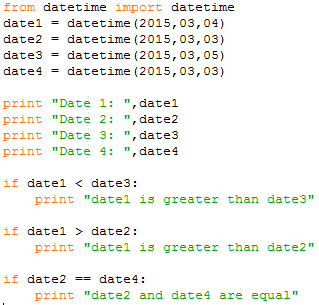 from datetime import datetime
date1 = datetime(2015,03,04)
date2 = datetime(2015,03,03)
date3 = datetime(2015,03,05)
date4 = datetime(2015,03,03)

print "Date 1: ",date1
print "Date 2: ",date2
print "Date 3: ",date3
print "Date 4: ",date4

if date1 < date3:
    print "date1 is greater than date3"

if date1 > date2:
    print "date1 is greater than date2"

if date2 == date4:
    print "date2 and date4 are equal"